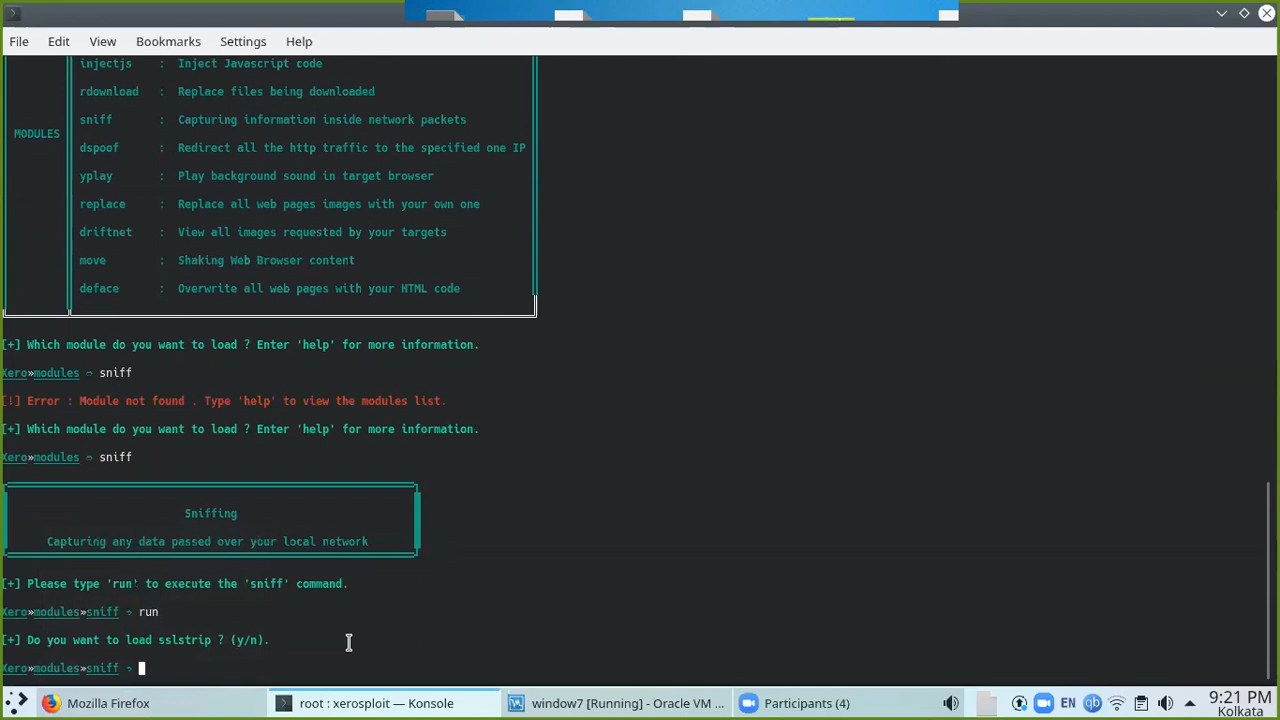 File Edit View Bookmarks Settings Help
injectjs : Inject Javascript code
rdownload : Replace files being downloaded
sniff : Capturing information inside network packets
MODULES
dspoof : Redirect all the http traffic to the specified one IP
yplay : Play background sound in target browser
replace : Replace all web pages images with your own one
driftnet : View all images requested by your targets
move : Shaking Web Browser content
deface : Overwrite all web pages with your HTML code
[+] Which module do you want to load ? Enter 'help' for more information.
Xero»modules sniff
[!] Error : Module not found . Type 'help' to view the modules list.
[+] Which module do you want to load ? Enter 'help' for more information.
Xero»modules sniff
Sniffing
Capturing any data passed over your local network
[+] Please type 'run' to execute the 'sniff' command.
Xero»modules»sniff run
[+] Do you want to load sslstrip ? (y/n).
Xero»modules»sniff
Mozilla Firefox root : xerosploit — Konsole window7 [Running] - Oracle VM ... Participants (4) EN qb 9:21 PM
Kolkata